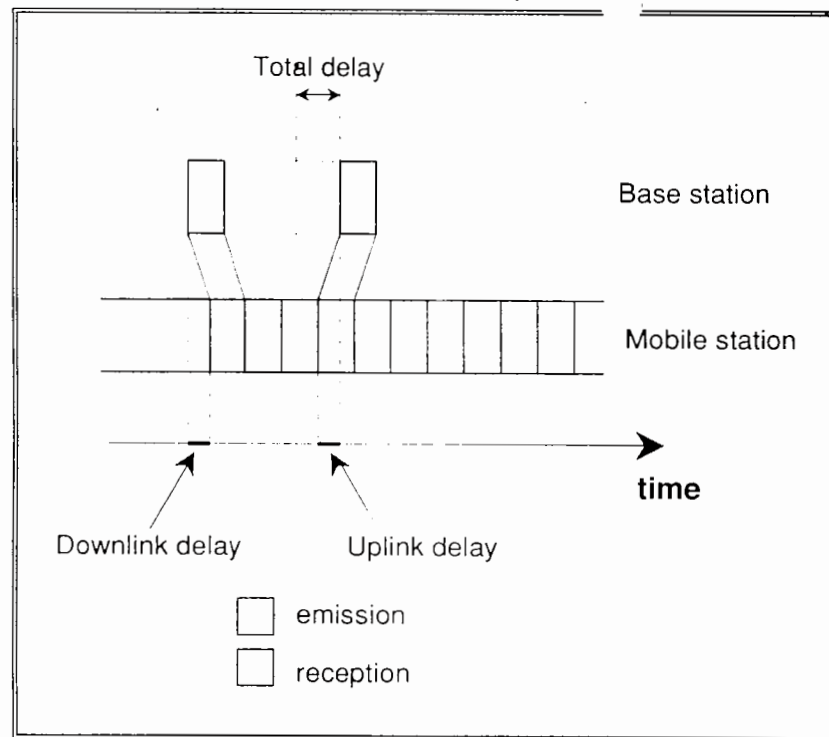 Total delay
Base station
Mobile station
time
Downlink delay
Uplink delay
emission
reception